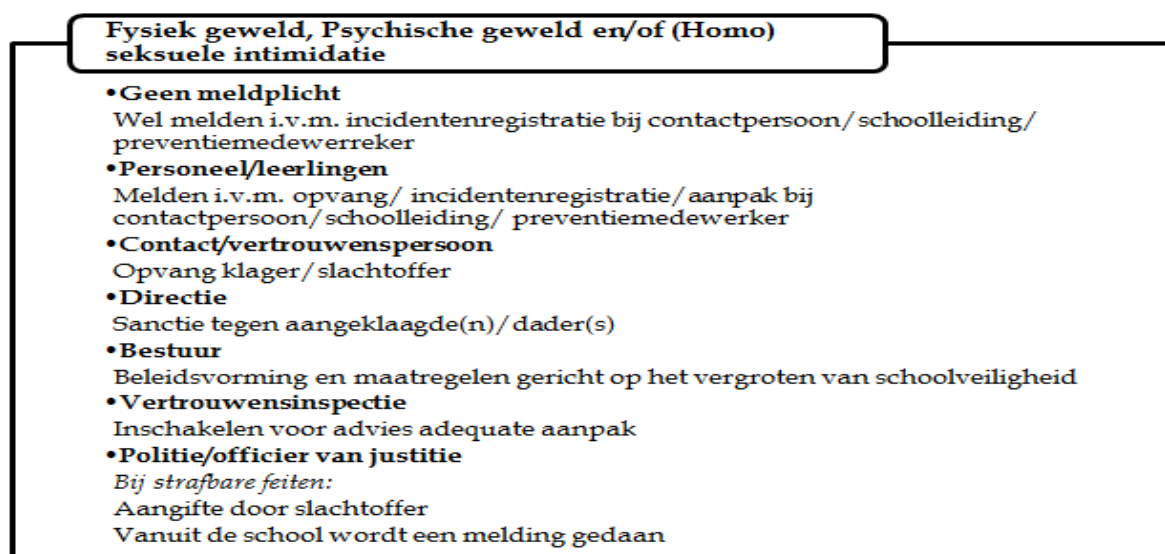 Fysiek geweld, Psychische geweld en/of (Homo)
seksuele intimidatie
•Geen meldplicht
Wel melden i.v.m. incidentenregistratie bij contactpersoon/schoolleiding/
preventiemedewerreker
•Personeel/leerlingen
Melden i.v.m. opvang/ incidentenregistratie/aanpak bij
contactpersoon/schoolleiding/ preventiemedewerker
•Contact/vertrouwenspersoon
Opvang klager/slachtoffer
•Directie
Sanctie tegen aangeklaagde(n)/dader(s)
•Bestuur
Beleidsvorming en maatregelen gericht op het vergroten van schoolveiligheid
•Vertrouwensinspectie
Inschakelen voor advies adequate aanpak
•Politie/officier van justitie
Bij strafbare feiten:
Aangifte door slachtoffer
Vanuit de school wordt een melding gedaan